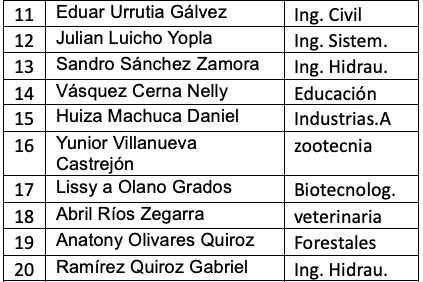 11 Eduar Urrutia Gálvez Ing. Civil
12 Julian Luicho Yopla Ing. Sistem.
13 Sandro Sánchez Zamora Ing. Hidrau.
14 Vásquez Cerna Nelly Educación
15 Huiza Machuca Daniel Industrias.A
16 Yunior Villanueva zootecnia
Castrejón
17 Lissy a Olano Grados Biotecnolog.
18 Abril Ríos Zegarra veterinaria
19 Anatony Olivares Quiroz Forestales
20 Ramírez Quiroz Gabriel Ing. Hidrau.